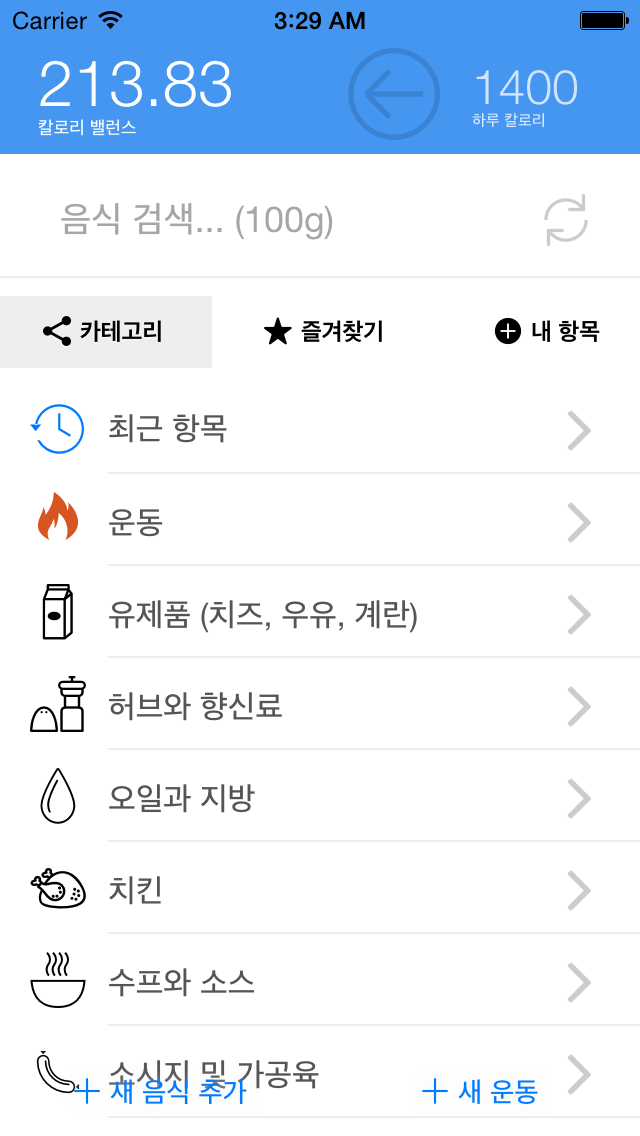 Carrier 3:29 AM
213.83 1400
칼로리 밸런스 하루 칼로리
음식 검색... (100g)
카테고리 즐겨찾기 내 항목
최근 항목
운동
유제품 (치즈, 우유, 계란)
허브와 향신료
오일과 지방
치킨
수프와 소스
소시지 및 가공육
+ 새 음식 추가 + 새 운동